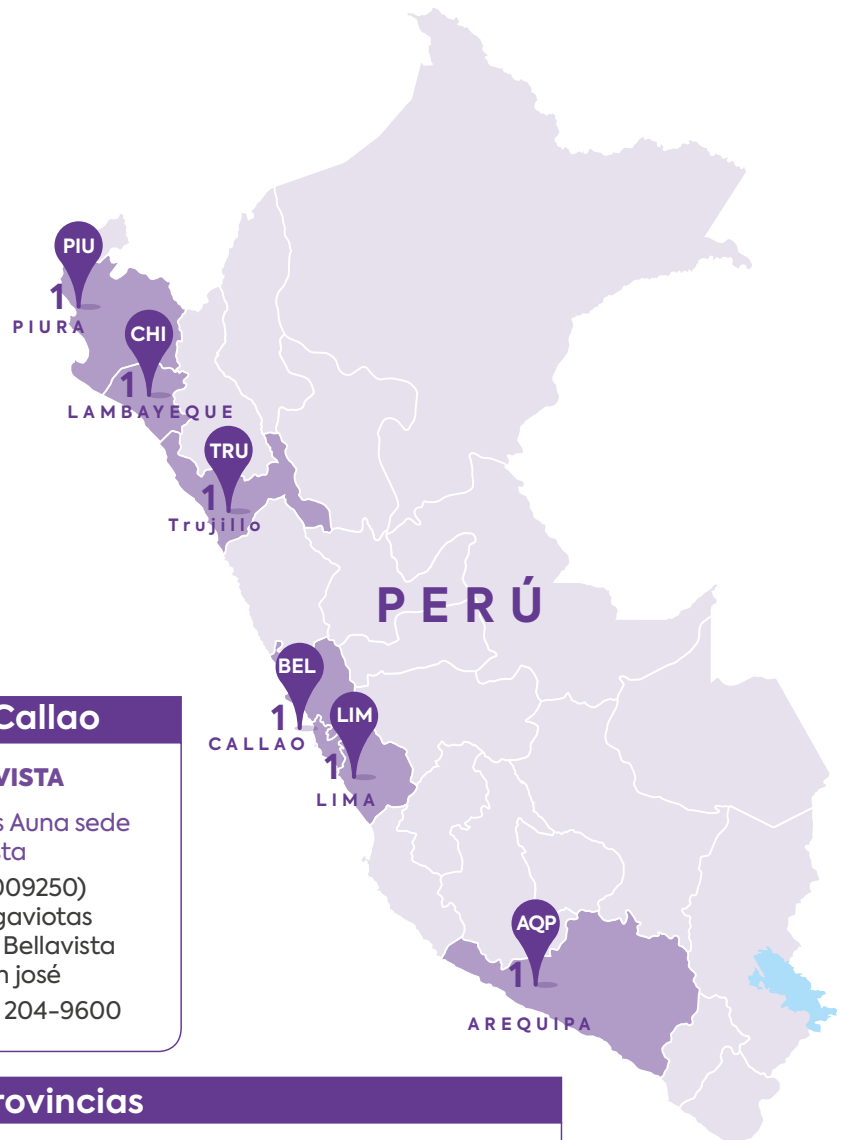 PIU
1
PIURA
CHI
1
LAMBAYEQUE
TRU
1
Trujillo
PERÚ
BEL
1
CALLAO
LIM
1
LIMA
Callao
VISTA
s Auna sede
sta
009250)
gaviotas
Bellavista
n josé
204-9600
AQP
1
AREQUIPA
rovincias